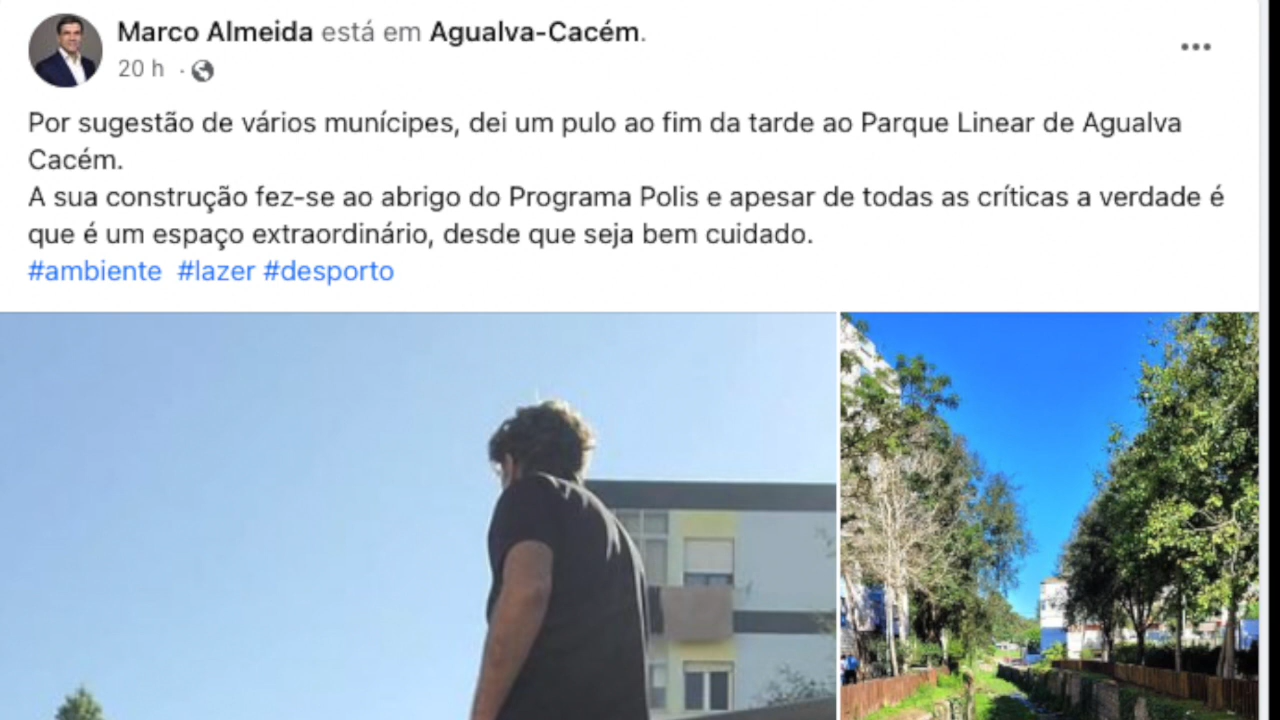 Marco Almeida está em Agualva-Cacém.
20 h ·
Por sugestão de vários munícipes, dei um pulo ao fim da tarde ao Parque Linear de Agualva
Cacém.
A sua construção fez-se ao abrigo do Programa Polis e apesar de todas as críticas a verdade é
que é um espaço extraordinário, desde que seja bem cuidado.
#ambiente #lazer #desporto